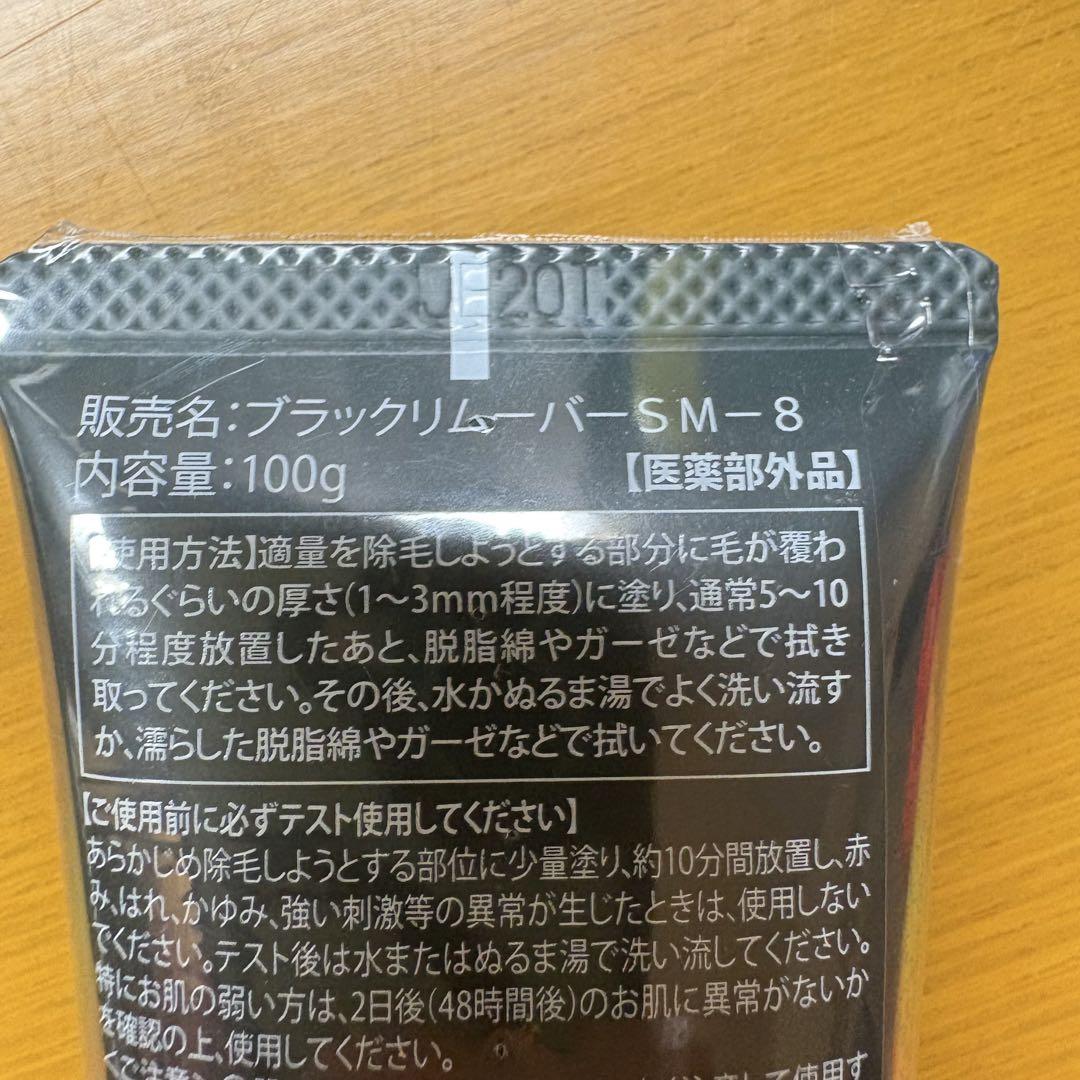 20T
販売名:ブラックリムーバーSM-8
内容量:100g
【医薬部外品】
【使用方法】適量を除毛しようとする部分に毛が覆わ
れるぐらいの厚さ(1~3mm程度)に塗り、通常5~10
分程度放置したあと、脱脂綿やガーゼなどで拭き
取ってください。その後、水かぬるま湯でよく洗い流す
か、濡らした脱脂綿やガーゼなどで拭いてください。
【ご使用前に必ずテスト使用してください】
あらかじめ除毛しようとする部位に少量塗り、約10分間放置し、赤
み、はれ、かゆみ、強い刺激等の異常が生じたときは、使用しない
でください。テスト後は水またはぬるま湯で洗い流してください。
特にお肌の弱い方は、2日後(48時間後)のお肌に異常がないか
を確認の上、使用してください。
して使用す